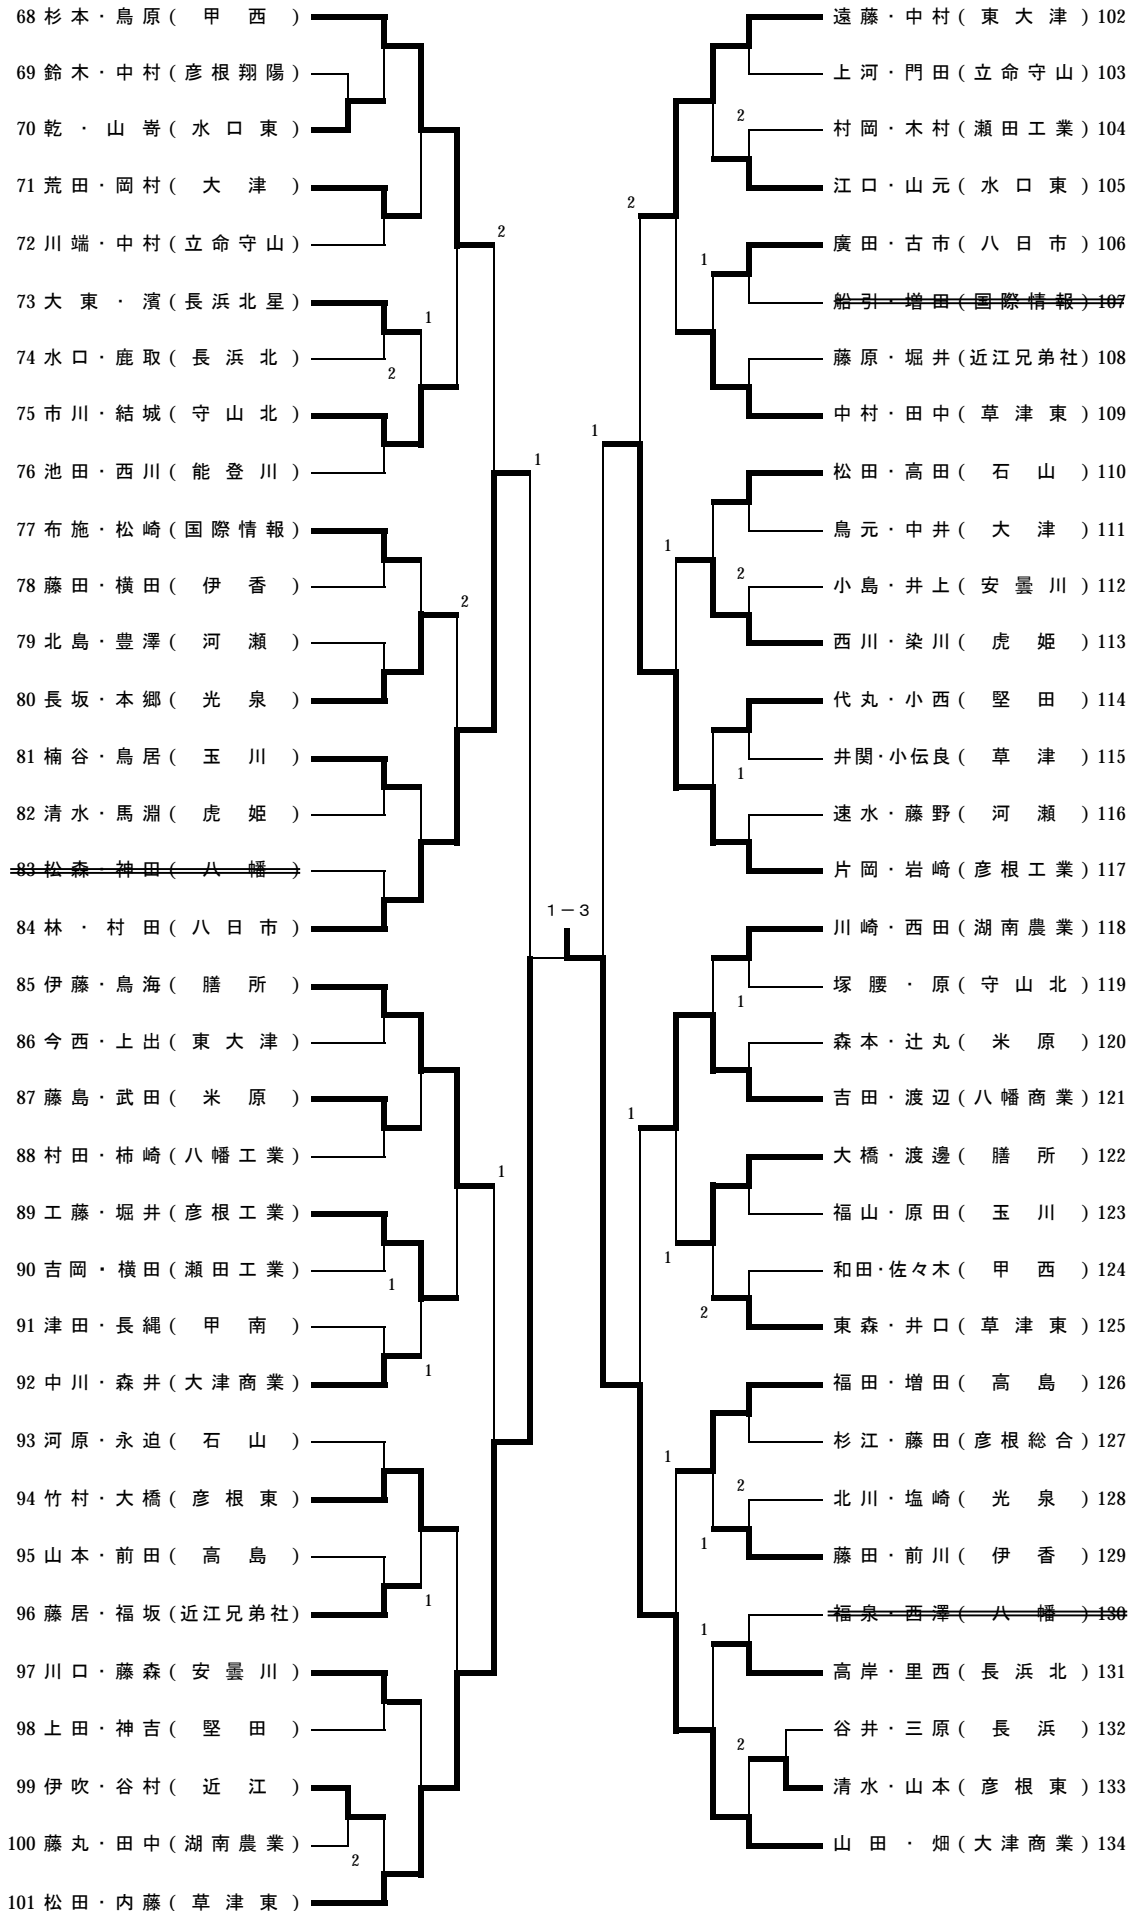 68 杉本・鳥原 ( 甲 西 )
69 鈴木・中村 ( 彦根翔陽 )
70 乾 ・ 山嵜 ( 水口東 )
71 荒田・岡村 ( 大 津 )
72 川端・中村 ( 立命守山 )
73 大東・濱 ( 長浜北星 )
74 水口・鹿取 ( 長浜北 )
75 市川・結城 ( 守山北 )
76 池田・西川 ( 能登川 )
77 布施・松崎 ( 国際情報 )
78 藤田・横田 ( 伊 香 )
79 北島・豊澤 ( 河 瀬 )
80 長坂・本郷 ( 光 泉 )
81 楠谷・鳥居 ( 玉 川 )
82 清水・馬淵 ( 虎 姫 )
83 松森・神田 ( 八 幡 )
84 林 ・ 村田 ( 八日市 )
85 伊藤・鳥海 ( 膳 所 )
86 今西・上出 ( 東大津 )
87 藤島・武田 ( 米 原 )
88 村田・柿崎 ( 八幡工業 )
89 工藤・堀井 ( 彦根工業 )
90 吉岡・横田 ( 瀬田工業 )
91 津田・長縄 ( 甲 南 )
92 中川・森井 ( 大津商業 )
93 河原・永迫 ( 石 山 )
94 竹村・大橋 ( 彦根東 )
95 山本・前田 ( 高 島 )
96 藤居・福坂 ( 近江兄弟社 )
97 川口・藤森 ( 安曇川 )
98 上田・神吉 ( 堅 田 )
99 伊吹・谷村 ( 近 江 )
100 藤丸・田中 ( 湖南農業 )
101 松田・内藤 ( 草津東 )
2
1
2
1
2
1
1
1
1
2
1－3
2
2
1
1
1
2
1
1
1
1
2
1
2
1
1
2
遠藤・中村 ( 東大津 ) 102
上河・門田 ( 立命守山 ) 103
村岡・木村 ( 瀬田工業 ) 104
江口・山元 ( 水口東 ) 105
廣田・古市 ( 八日市 ) 106
船引・増田 ( 国際情報 ) 107
藤原・堀井 ( 近江兄弟社 ) 108
中村・田中 ( 草津東 ) 109
松田・高田 ( 石 山 ) 110
鳥元・中井 ( 大 津 ) 111
小島・井上 ( 安曇川 ) 112
西川・染川 ( 虎 姫 ) 113
代丸・小西 ( 堅 田 ) 114
井関・小伝良 ( 草 津 ) 115
速水・藤野 ( 河 瀬 ) 116
片岡・岩﨑 ( 彦根工業 ) 117
川崎・西田 ( 湖南農業 ) 118
塚腰・原 ( 守山北 ) 119
森本・辻丸 ( 米 原 ) 120
吉田・渡辺 ( 八幡商業 ) 121
大橋・渡邊 ( 膳 所 ) 122
福山・原田 ( 玉 川 ) 123
和田・佐々木 ( 甲 西 ) 124
東森・井口 ( 草津東 ) 125
福田・増田 ( 高 島 ) 126
杉江・藤田 ( 彦根総合 ) 127
北川・塩崎 ( 光 泉 ) 128
藤田・前川 ( 伊 香 ) 129
福泉・西澤 ( 八 幡 ) 130
高岸・里西 ( 長浜北 ) 131
谷井・三原 ( 長 浜 ) 132
清水・山本 ( 彦根東 ) 133
山田・畑 ( 大津商業 ) 134